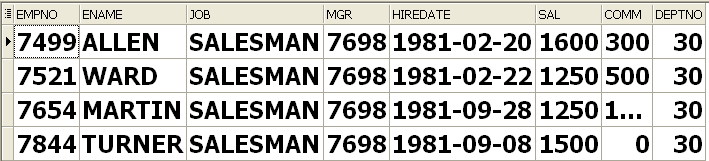 EMPNO ENAME JOB MGR HIREDATE SAL COMM DEPTNO
7499 ALLEN SALESMAN 7698 1981-02-20 1600 300 30
7521 WARD SALESMAN 7698 1981-02-22 1250 500 30
7654 MARTIN SALESMAN 7698 1981-09-28 1250 1... 30
7844 TURNER SALESMAN 7698 1981-09-08 1500 0 30